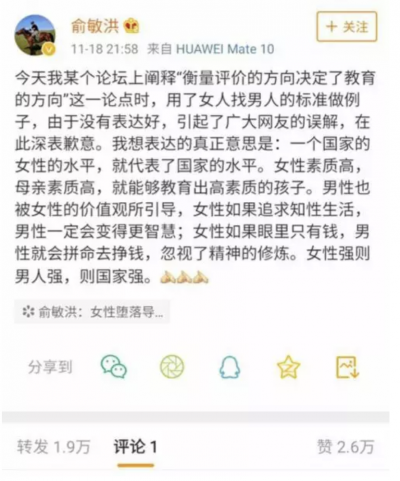 俞敏洪
11-18 21:58 来自 HUAWEI Mate 10
+ 关注
今天我某个论坛上阐释“衡量评价的方向决定了教育
的方向”这一论点时，用了女人找男人的标准做例
子，由于没有表达好，引起了广大网友的误解，在
此深表歉意。我想表达的真正意思是：一个国家的
女性的水平，就代表了国家的水平。女性素质高，
母亲素质高，就能够教育出高素质的孩子。男性也
被女性的价值观所引导，女性如果追求知性生活，
男性一定会变得更智慧；女性如果眼里只有钱，男
性就会拼命去挣钱，忽视了精神的修炼。女性强则
男人强，则国家强。🙏🙏🙏
俞敏洪：女性堕落导...
分享到
转发 1.9万 评论 1 赞 2.6万